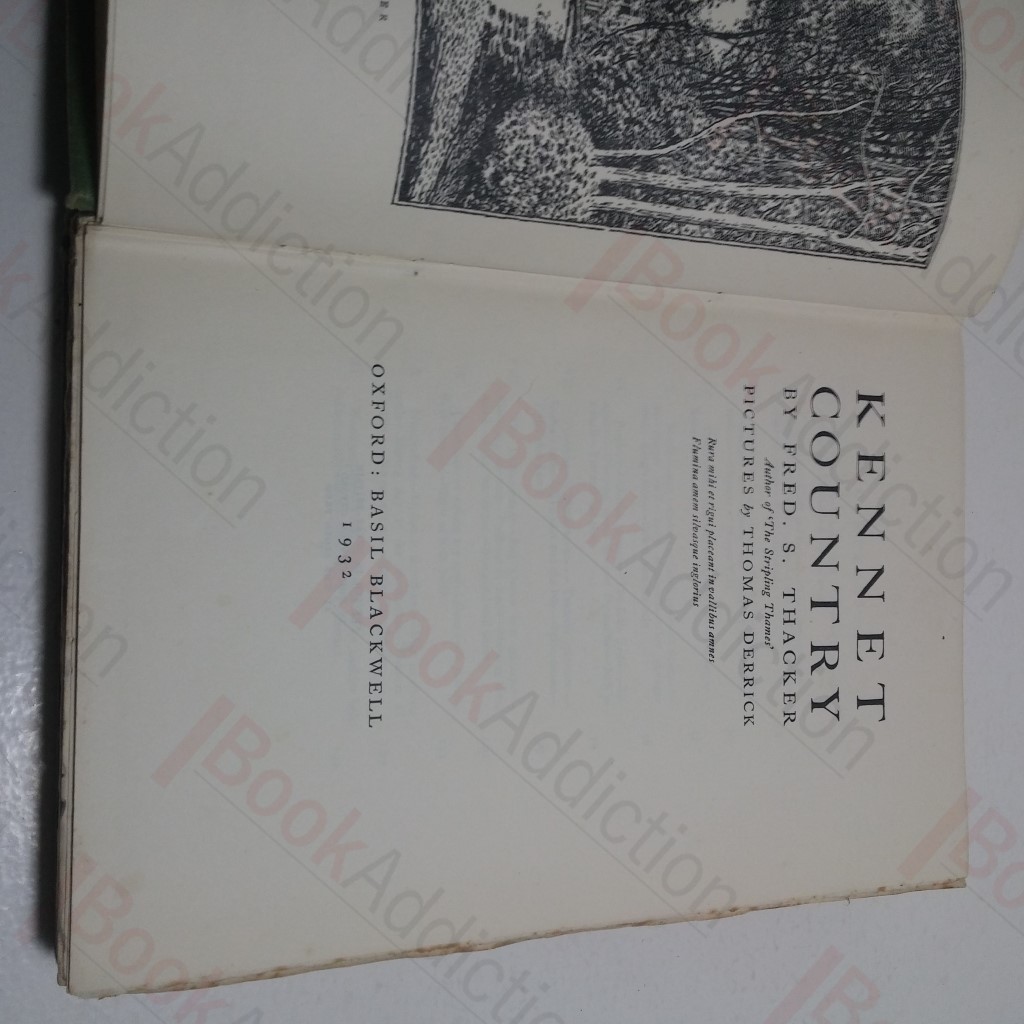 KENNET
COUNTRY
BY FRED. S. THACKER
Author of 'The Stripling Thames'
PICTURES by THOMAS DERRICK
Rura mihi et rigui placeant in vallibus amnes
Flumina amem silvasque inglorius
OXFORD: BASIL BLACKWELL
1932
BookAddiction